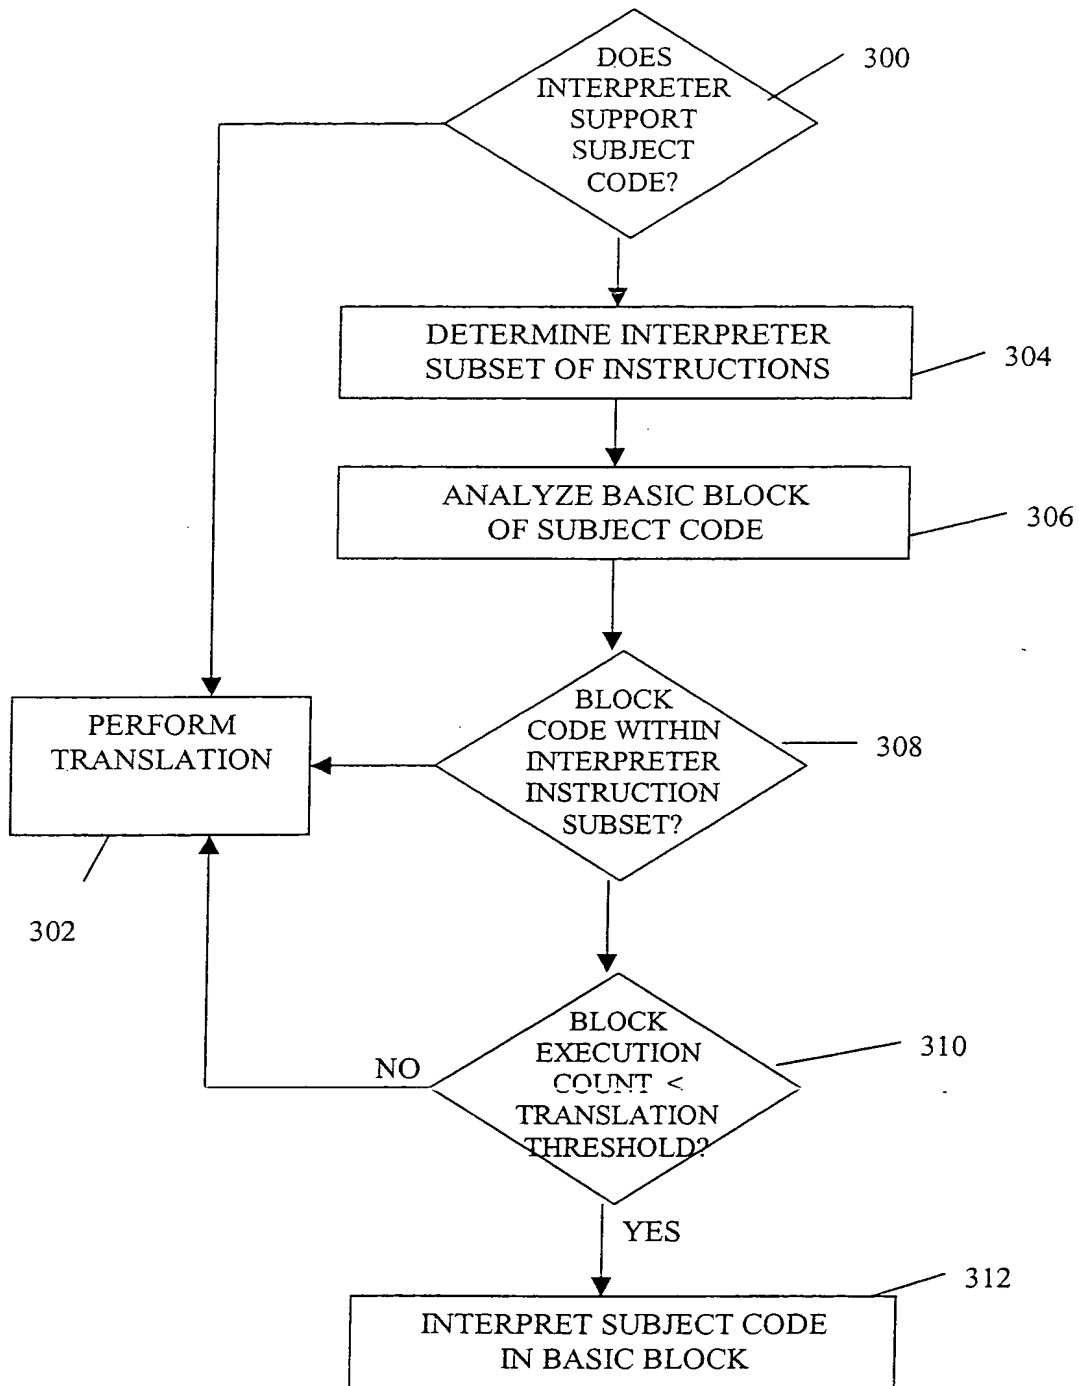 DOES
INTERPRETER
SUPPORT
SUBJECT
CODE?
300
DETERMINE INTERPRETER
SUBSET OF INSTRUCTIONS
304
ANALYZE BASIC BLOCK
OF SUBJECT CODE
306
BLOCK
CODE WITHIN
INTERPRETER
INSTRUCTION
SUBSET?
308
PERFORM
TRANSLATION
302
BLOCK
EXECUTION
COUNT <
TRANSLATION
THRESHOLD?
310
NO
YES
312
INTERPRET SUBJECT CODE
IN BASIC BLOCK